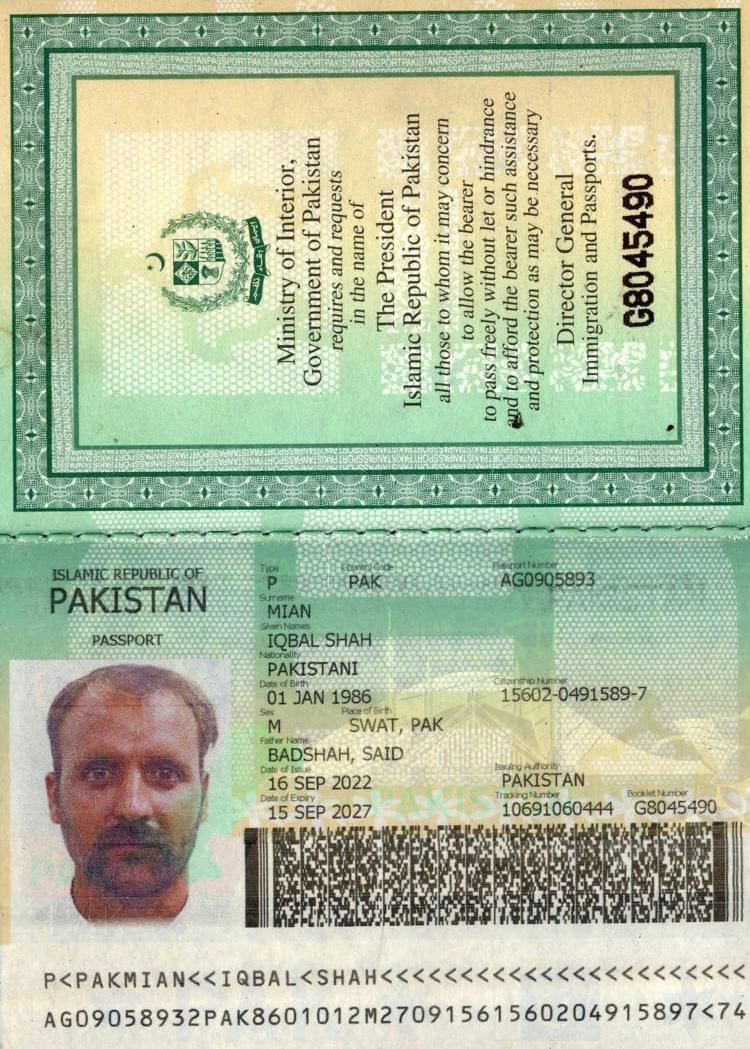 Ministry of Interior,
Government of Pakistan
requires and requests
in the name of
The President
Islamic Republic of Pakistan
all those to whom it may concern
to allow the bearer
to pass freely without let or hindrance
and to afford the bearer such assistance
and protection as may be necessary
Director General
Immigration and Passports.
G8045490
ISLAMIC REPUBLIC OF
PAKISTAN
PASSPORT
Type Country Code Passport Number
P PAK AG0905893
Surname
MIAN
Given Names
IQBAL SHAH
Nationality
PAKISTANI
Date of Birth Citizenship Number
01 JAN 1986 15602-0491589-7
Sex Place of Birth
M SWAT, PAK
Father Name
BADSHAH, SAID
Date of Issue Issuing Authority
16 SEP 2022 PAKISTAN
Date of Expiry Tracking Number Booklet Number
15 SEP 2027 10691060444 G8045490
P<PAKMIAN<<IQBAL<SHAH<<<<<<<<<<<<<<<<<<<<<<<
AG09058932PAK8601012M27091561560204915897<74